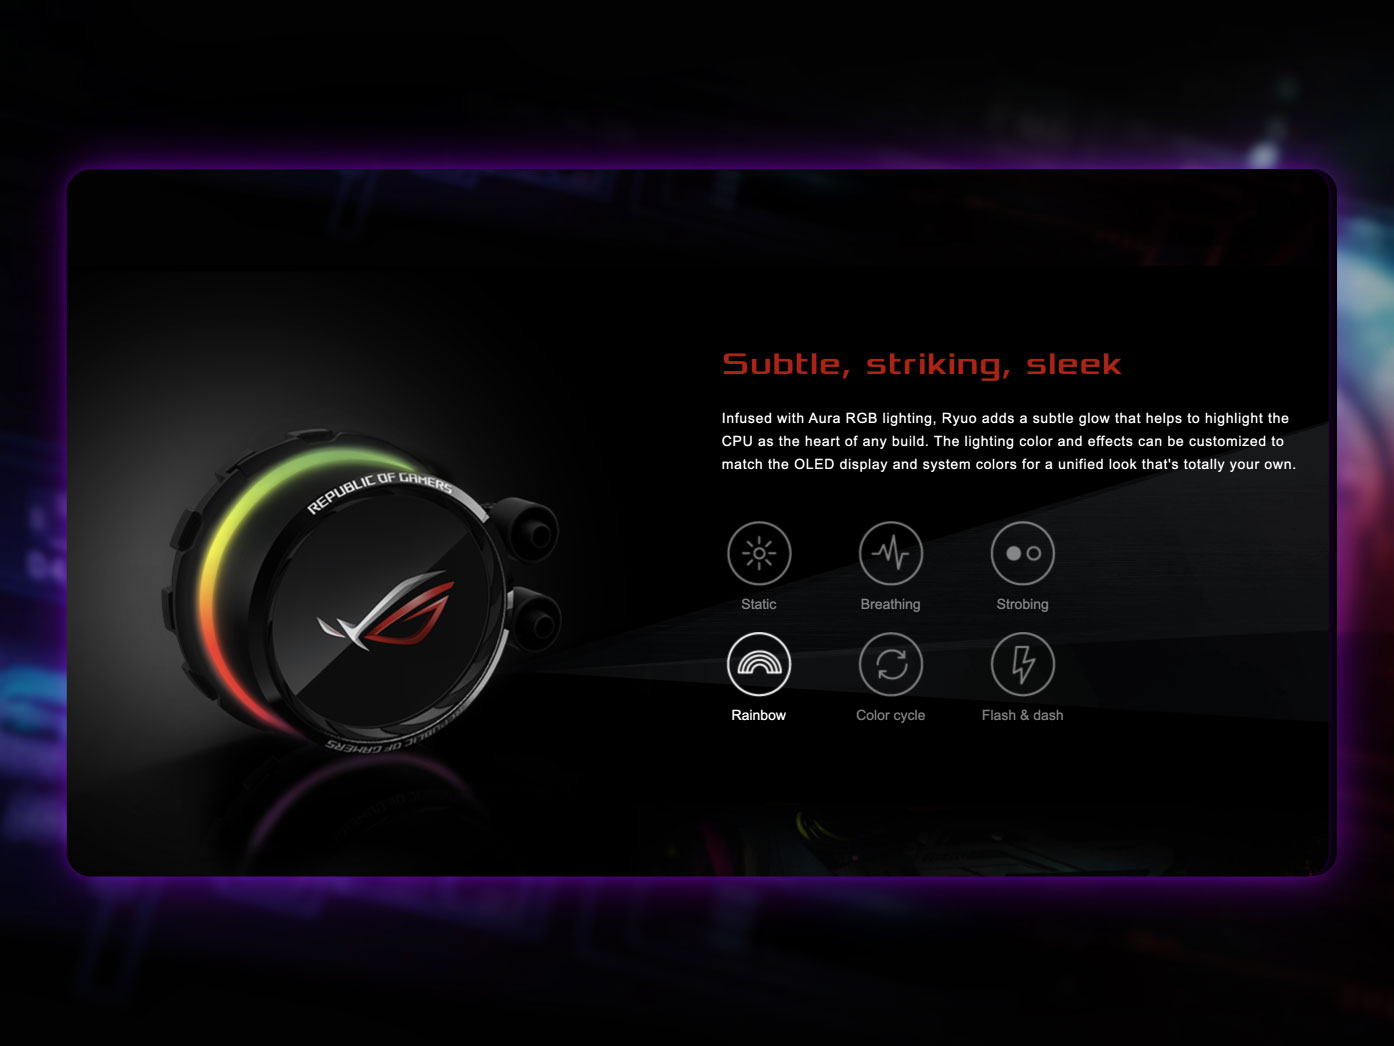 Subtle, striking, sleek
Infused with Aura RGB lighting, Ryuo adds a subtle glow that helps to highlight the
CPU as the heart of any build. The lighting color and effects can be customized to
match the OLED display and system colors for a unified look that's totally your own.
REPUBLIC OF GAMERS
Static
Breathing
Strobing
Rainbow
Color cycle
Flash & dash
REPUBLIC OF GAMERS